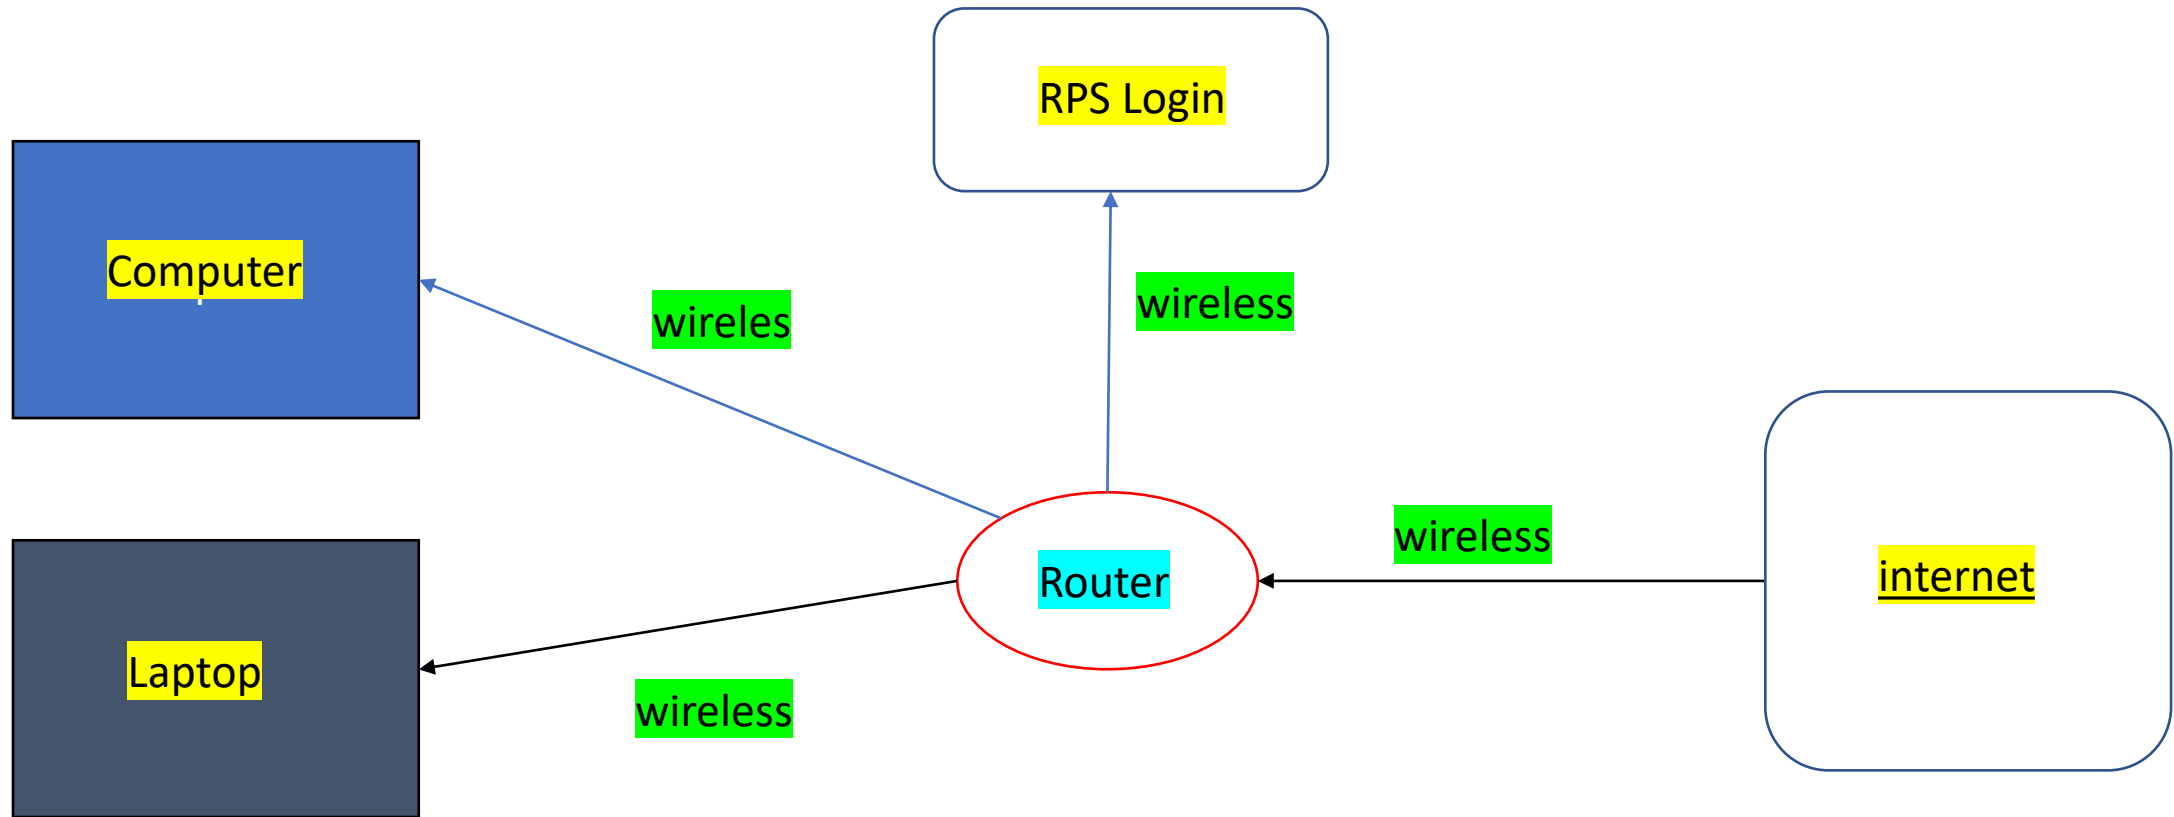 RPS Login
Computer
wireless
wireles
wireless
Router
internet
Laptop
wireless